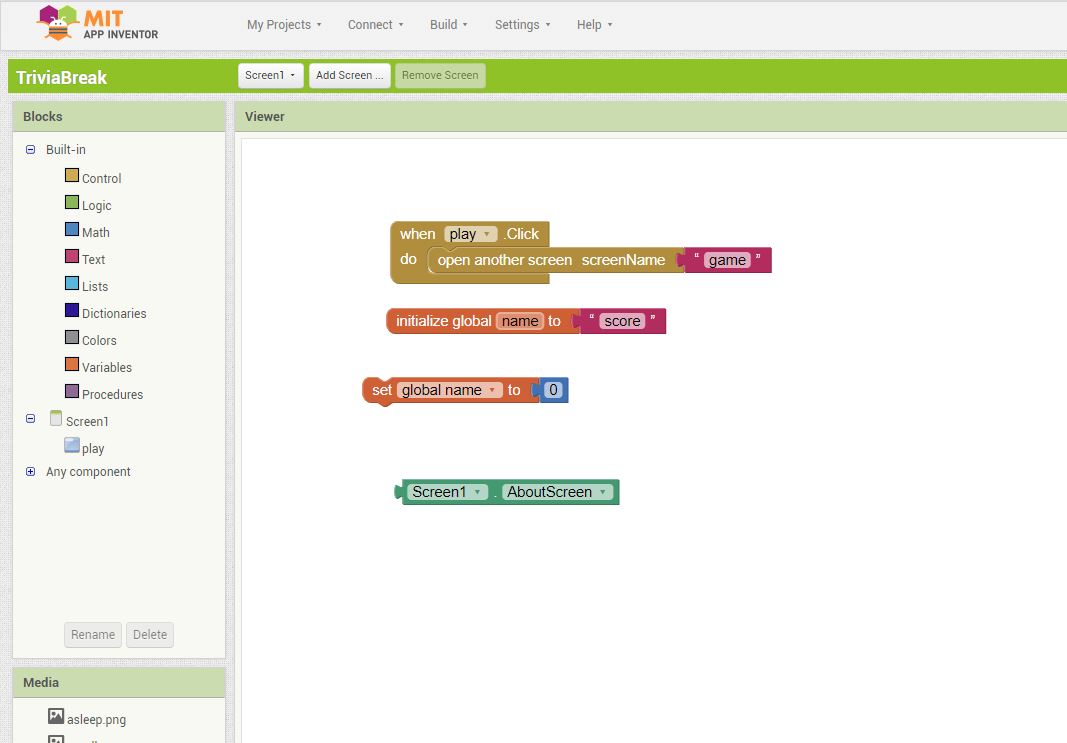 MIT
APP INVENTOR
My Projects Connect Build Settings Help
TriviaBreak
Screen1 Add Screen ... Remove Screen
Blocks
Built-in
Control
Logic
Math
Text
Lists
Dictionaries
Colors
Variables
Procedures
Screen1
play
Any component
Rename Delete
Media
asleep.png
Viewer
when play .Click
do open another screen screenName “ game ”
initialize global name to “ score ”
set global name to 0
Screen1 . AboutScreen